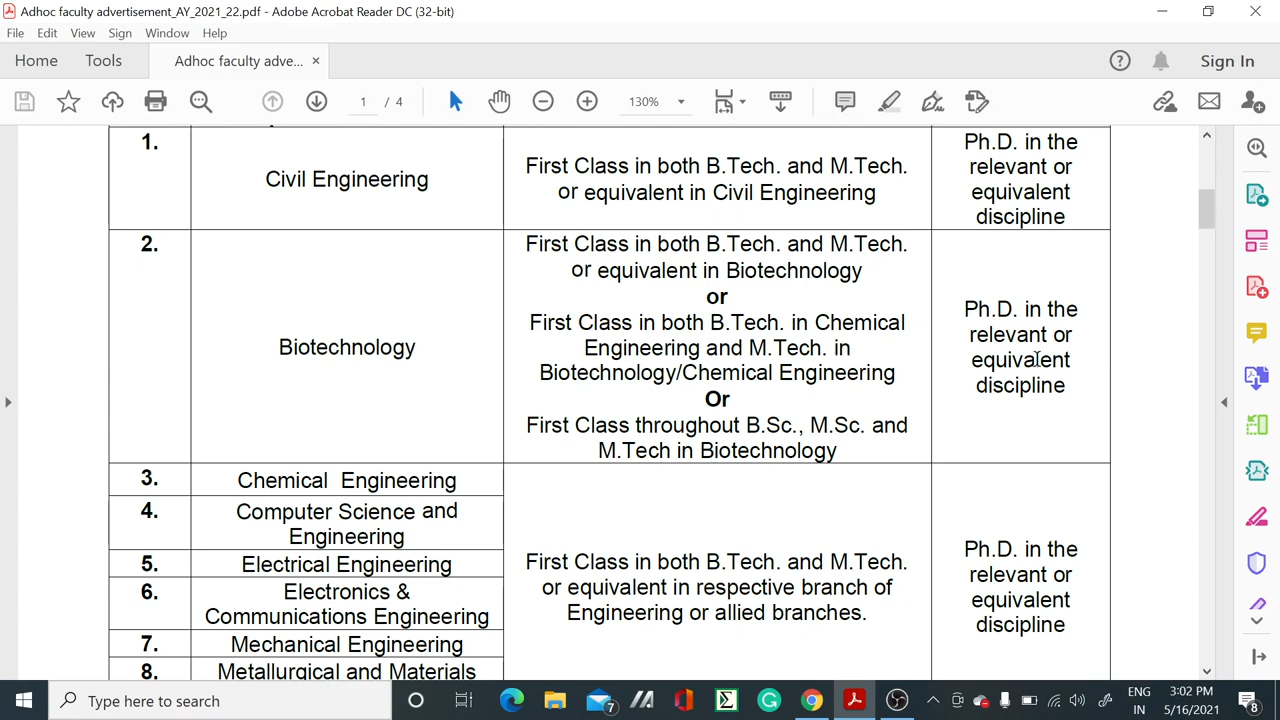 Adhoc faculty advertisement_AY_2021_22.pdf - Adobe Acrobat Reader DC (32-bit)
File Edit View Sign Window Help
Home Tools Adhoc faculty adve... × Sign In
1 / 4 130%
1. Civil Engineering
First Class in both B.Tech. and M.Tech.
or equivalent in Civil Engineering
Ph.D. in the
relevant or
equivalent
discipline
2. Biotechnology
First Class in both B.Tech. and M.Tech.
or equivalent in Biotechnology
or
First Class in both B.Tech. in Chemical
Engineering and M.Tech. in
Biotechnology/Chemical Engineering
Or
First Class throughout B.Sc., M.Sc. and
M.Tech in Biotechnology
Ph.D. in the
relevant or
equivalent
discipline
3. Chemical Engineering
4. Computer Science and
Engineering
5. Electrical Engineering
6. Electronics &
Communications Engineering
7. Mechanical Engineering
8. Metallurgical and Materials
First Class in both B.Tech. and M.Tech.
or equivalent in respective branch of
Engineering or allied branches.
Ph.D. in the
relevant or
equivalent
discipline
Type here to search
7
ENG
IN
3:02 PM
5/16/2021
8